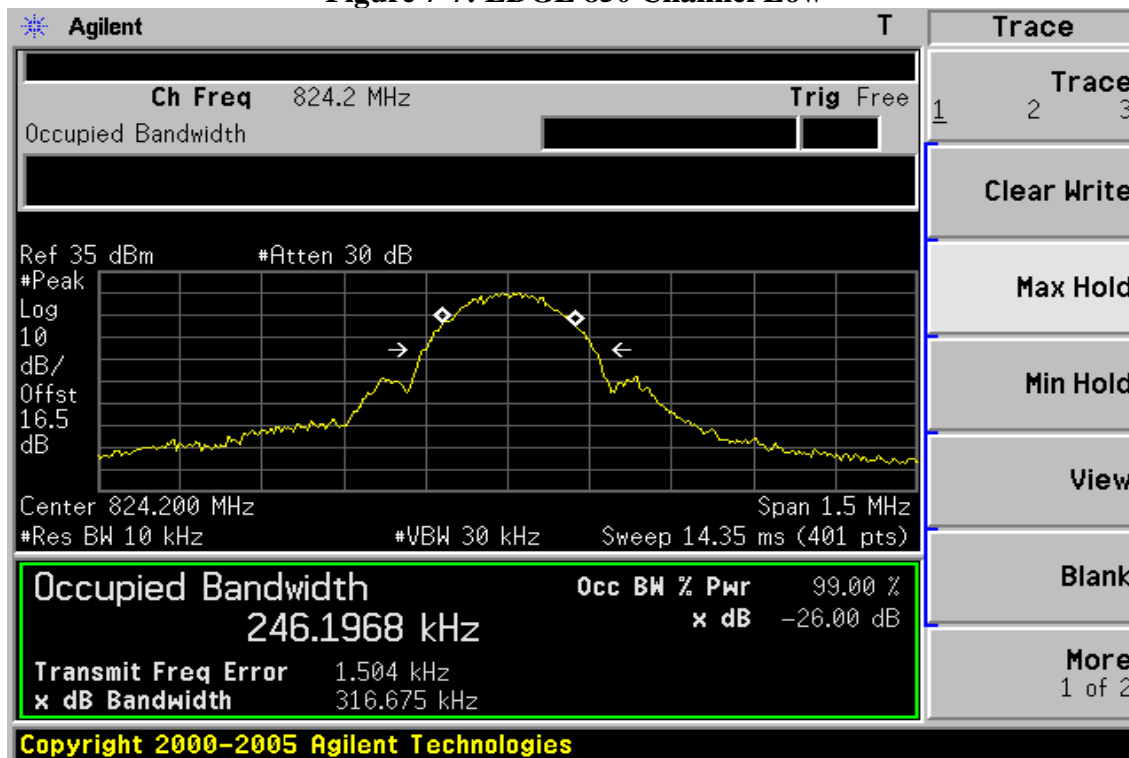 Agilent T
Trace
Ch Freq 824.2 MHz Trig Free
Occupied Bandwidth
Trace
1 2 3
Clear Write
Max Hold
Min Hold
View
Blank
More
1 of 2
Ref 35 dBm #Atten 30 dB
#Peak
Log
10
dB/
Offst
16.5
dB
Center 824.200 MHz Span 1.5 MHz
#Res BW 10 kHz #VBW 30 kHz Sweep 14.35 ms (401 pts)
Occupied Bandwidth
246.1968 kHz
Occ BW % Pwr 99.00 %
x dB -26.00 dB
Transmit Freq Error 1.504 kHz
x dB Bandwidth 316.675 kHz
Copyright 2000-2005 Agilent Technologies